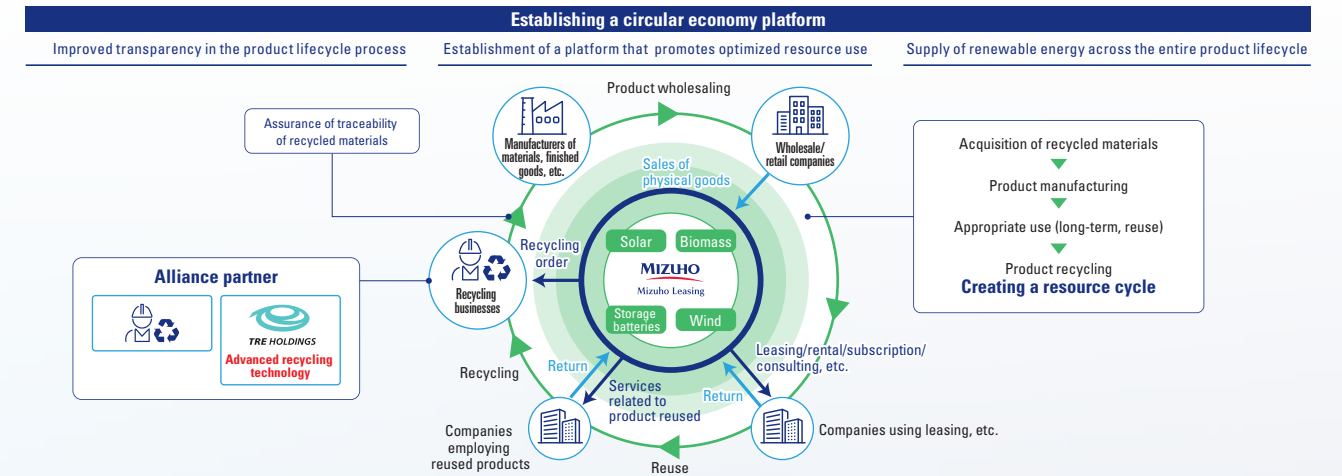 Establishing a circular economy platform
Improved transparency in the product lifecycle process
Establishment of a platform that promotes optimized resource use
Supply of renewable energy across the entire product lifecycle
Assurance of traceability
of recycled materials
Alliance partner
TRE HOLDINGS
Advanced recycling
technology
Product wholesaling
Manufacturers of
materials, finished
goods, etc.
Wholesale/
retail companies
Sales of
physical goods
Recycling
order
Recycling
businesses
Solar
Biomass
MIZUHO
Mizuho Leasing
Storage
batteries
Wind
Leasing/rental/subscription/
consulting, etc.
Return
Services
related to
product reused
Return
Recycling
Companies
employing
reused products
Companies using leasing, etc.
Reuse
Acquisition of recycled materials
Product manufacturing
Appropriate use (long-term, reuse)
Product recycling
Creating a resource cycle